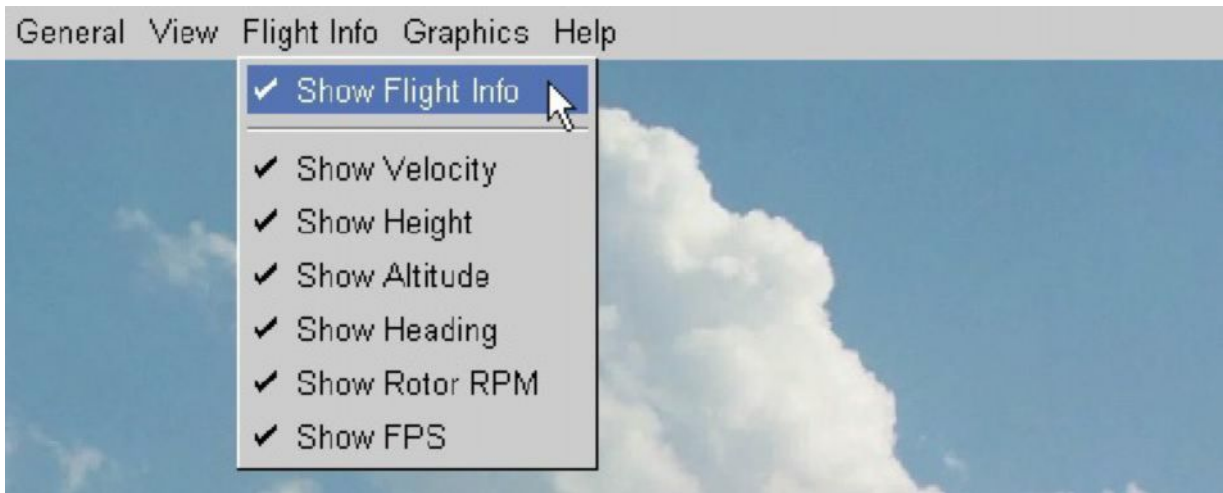 General View Flight Info Graphics Help
Show Flight Info
Show Velocity
Show Height
Show Altitude
Show Heading
Show Rotor RPM
Show FPS